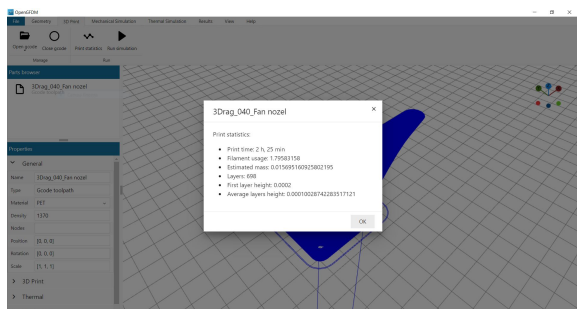 OpenGFDM
File Geometry 3D Print Mechanical Simulation Thermal Simulation Results View Help
Open gcode Close gcode Print statistics Run simulation
Manage Run
Parts browser
3Drag_040_Fan nozel
Properties
General
Name 3Drag_040_Fan nozel
Type Gcode toolpath
Material PET
Density 1370
Nodes
Position {0, 0, 0}
Rotation {0, 0, 0}
Scale {1, 1, 1}
3D Print
Thermal
3Drag_040_Fan nozel
Print statistics:
Print time: 2 h, 25 min
Filament usage: 1.79583158
Estimated mass: 0.015695160925802195
Layers: 698
First layer height: 0.0002
Average layers height: 0.00010028742283517121
OK